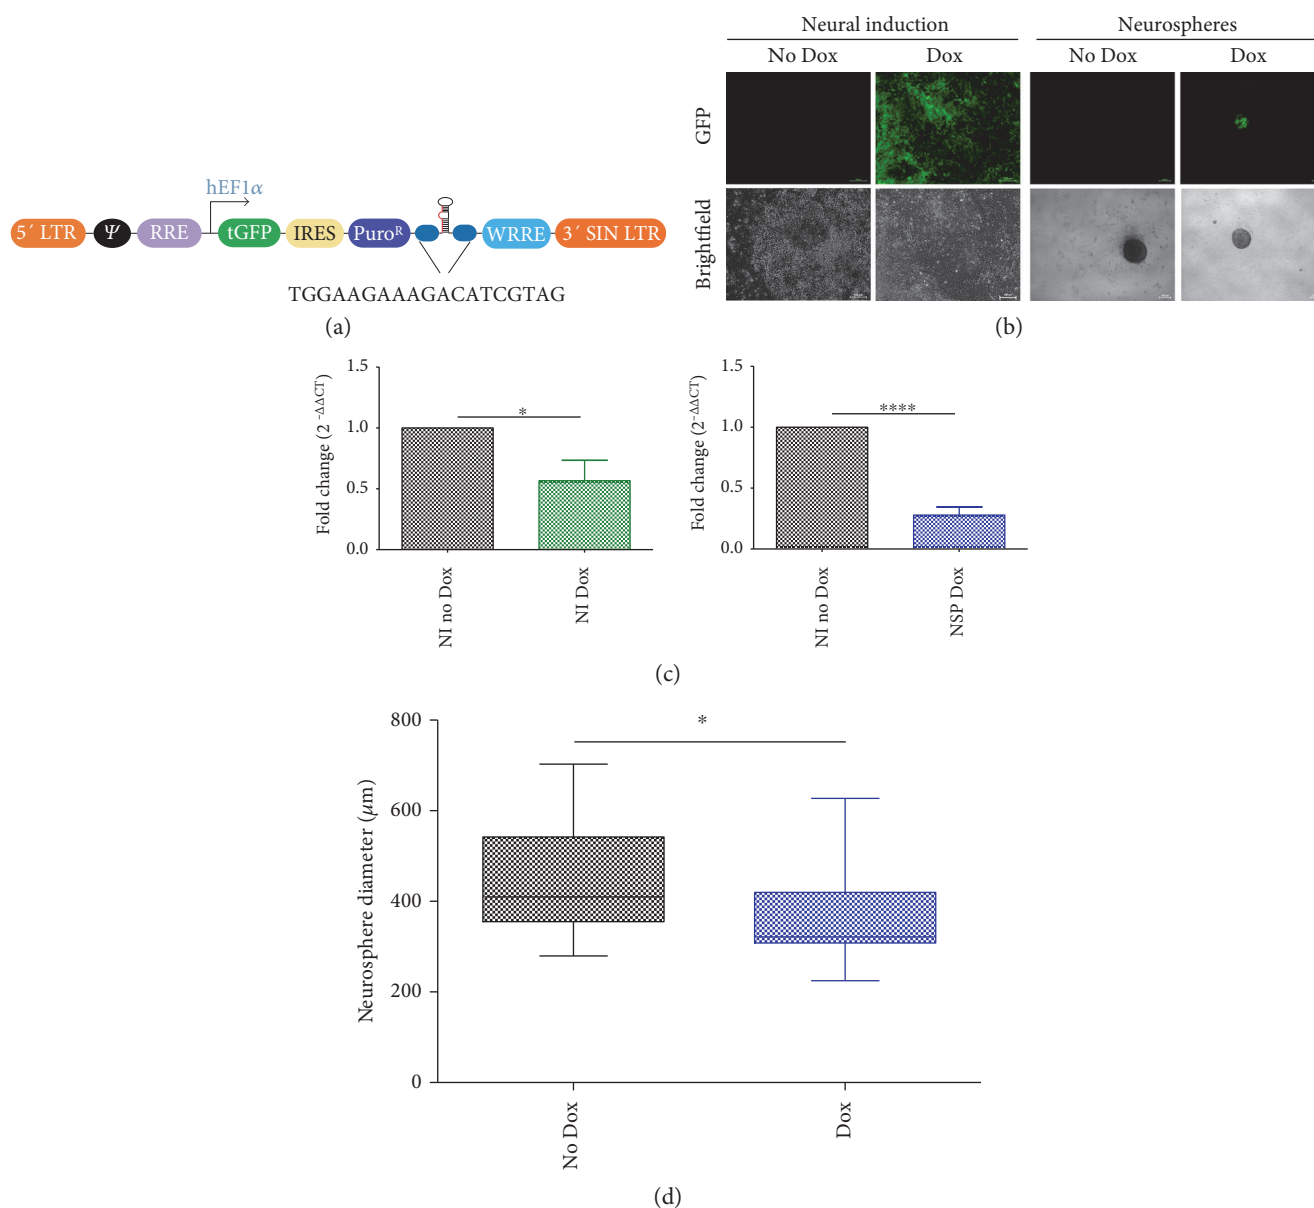 hEF1α
5′ LTR Ψ RRE tGFP IRES Puro^R WRRE 3′ SIN LTR
TGGAAGAAAGACATCGTAG
(a)
Neural induction Neurospheres
No Dox Dox No Dox Dox
GFP
Brightfield
(b)
Fold change (2^-ΔΔCT)
1.5
1.0
0.5
0.0
*
NI no Dox
NI Dox
Fold change (2^-ΔΔCT)
1.5
1.0
0.5
0.0
****
NI no Dox
NSP Dox
(c)
Neurosphere diameter (μm)
800
600
400
200
0
*
No Dox
Dox
(d)